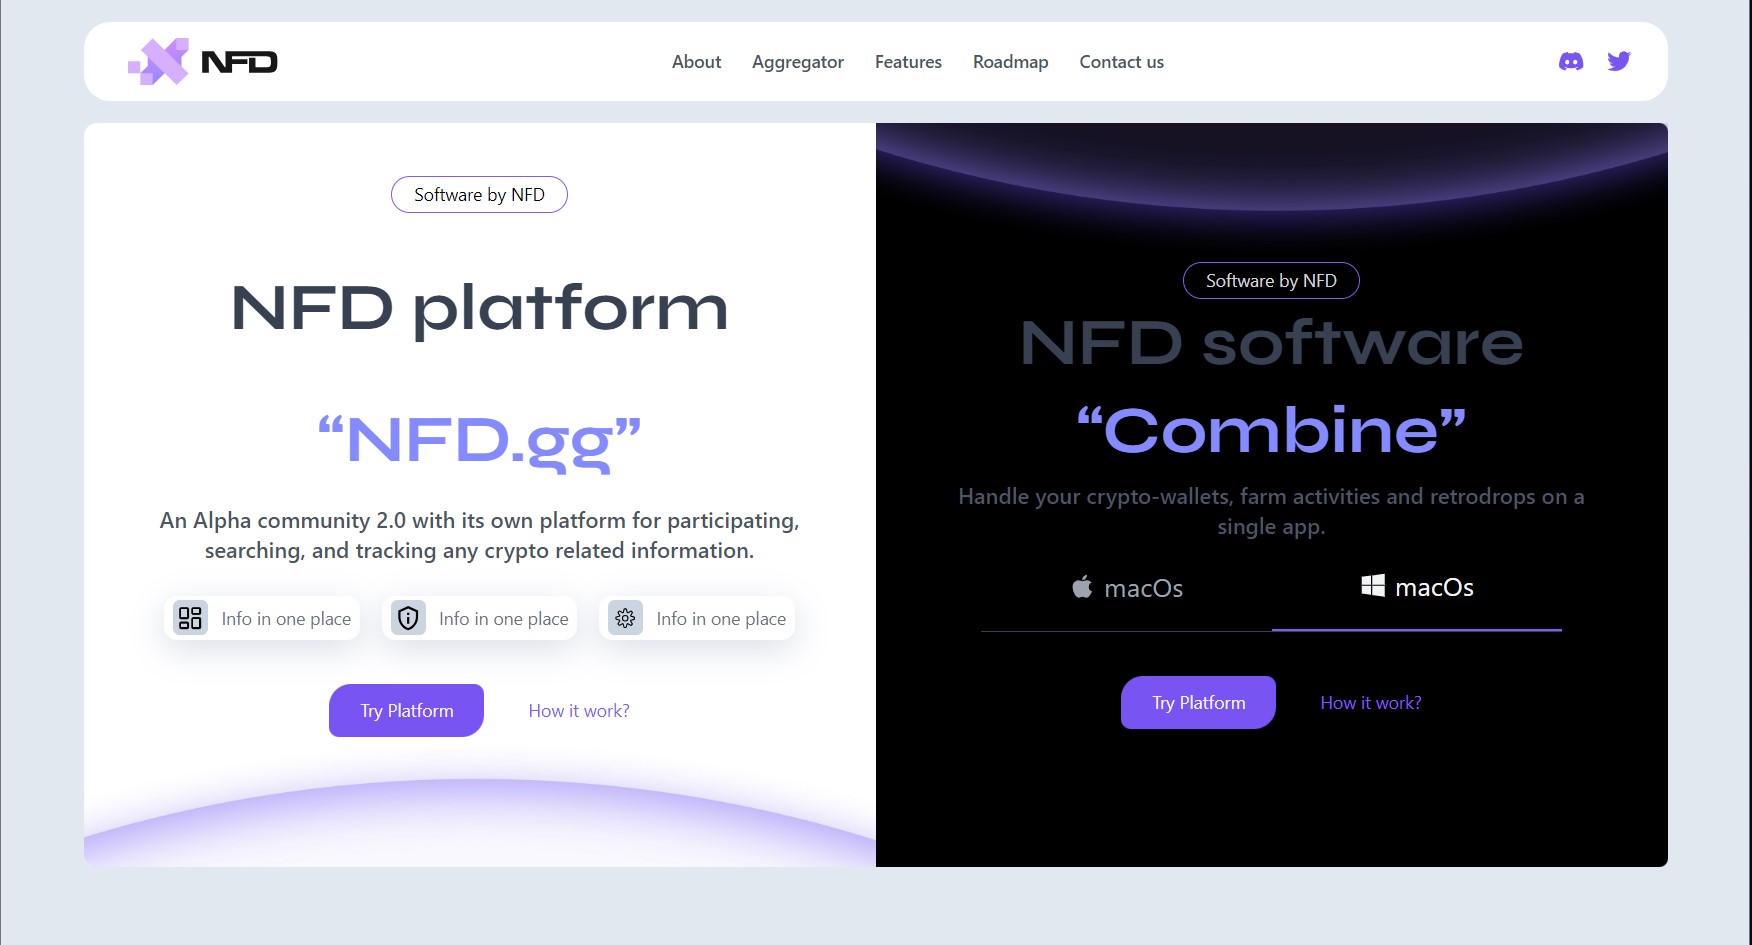 NFD
About
Aggregator
Features
Roadmap
Contact us
Software by NFD
NFD platform
“NFD.gg”
An Alpha community 2.0 with its own platform for participating,
searching, and tracking any crypto related information.
Info in one place
Info in one place
Info in one place
Try Platform
How it work?
Software by NFD
NFD software
“Combine”
Handle your crypto-wallets, farm activities and retrodrops on a
single app.
macOs
macOs
Try Platform
How it work?